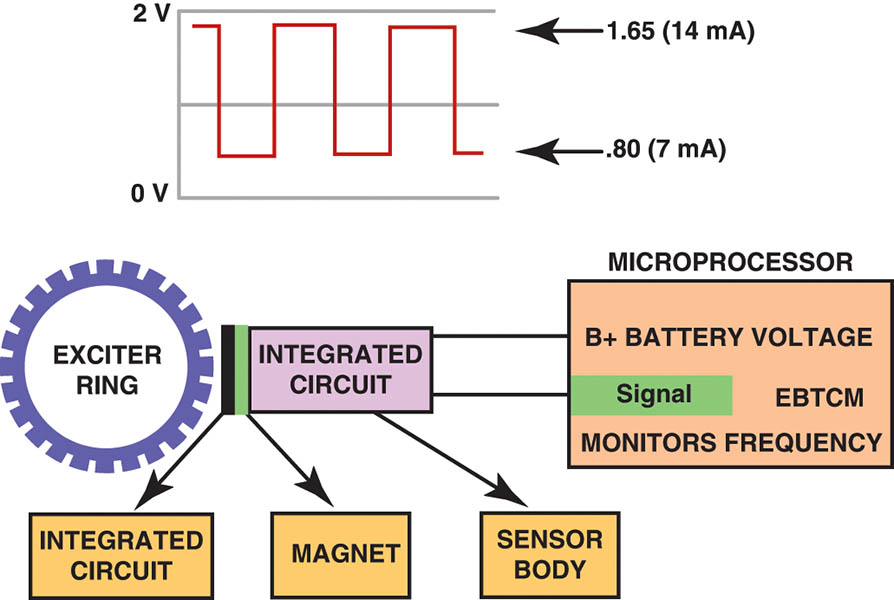 2 V
1.65 (14 mA)
.80 (7 mA)
0 V
MICROPROCESSOR
EXCITER
RING
INTEGRATED
CIRCUIT
B+ BATTERY VOLTAGE
Signal
EBTCM
MONITORS FREQUENCY
INTEGRATED
CIRCUIT
MAGNET
SENSOR
BODY